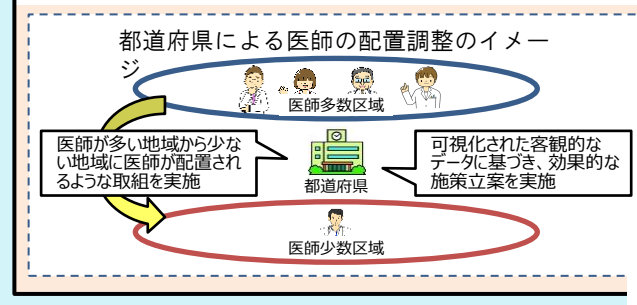 都道府県による医師の配置調整のイメー
ジ
医師多数区域
医師が多い地域から少な
い地域に医師が配置され
るような取組を実施
都道府県
可視化された客観的な
データに基づき、効果的な
施策立案を実施
医師少数区域